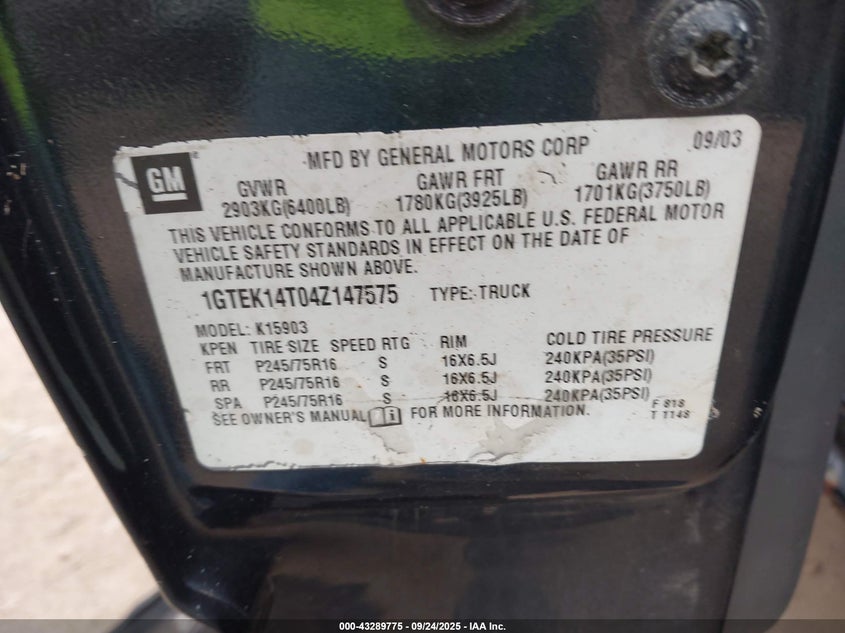 GM
®
MFD BY GENERAL MOTORS CORP 09/03
GVWR GAWR FRT GAWR RR
2903KG(6400LB) 1780KG(3925LB) 1701KG(3750LB)
THIS VEHICLE CONFORMS TO ALL APPLICABLE U.S. FEDERAL MOTOR
VEHICLE SAFETY STANDARDS IN EFFECT ON THE DATE OF
MANUFACTURE SHOWN ABOVE.
1GTEK14T04Z147575 TYPE: TRUCK
MODEL: K15903
KPEN TIRE SIZE SPEED RTG RIM COLD TIRE PRESSURE
FRT P245/75R16 S 16X6.5J 240KPA(35PSI)
RR P245/75R16 S 16X6.5J 240KPA(35PSI)
SPA P245/75R16 S 16X6.5J 240KPA(35PSI)
SEE OWNER'S MANUAL FOR MORE INFORMATION.
F 818
T 1148
000-43289775 - 09/24/2025 - IAA Inc.